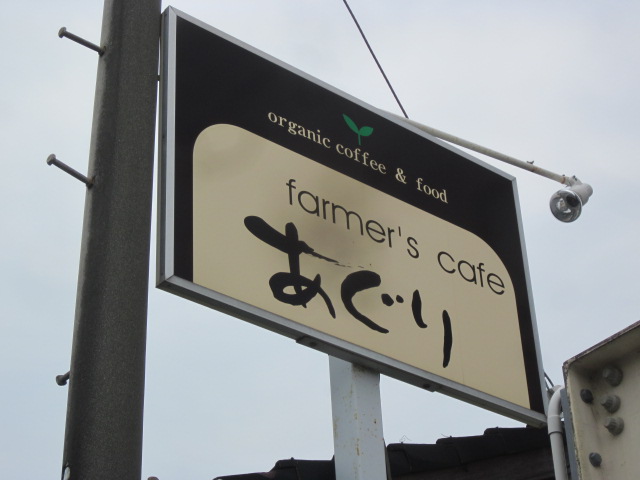 organic coffee & food
farmer's cafe
あぐり